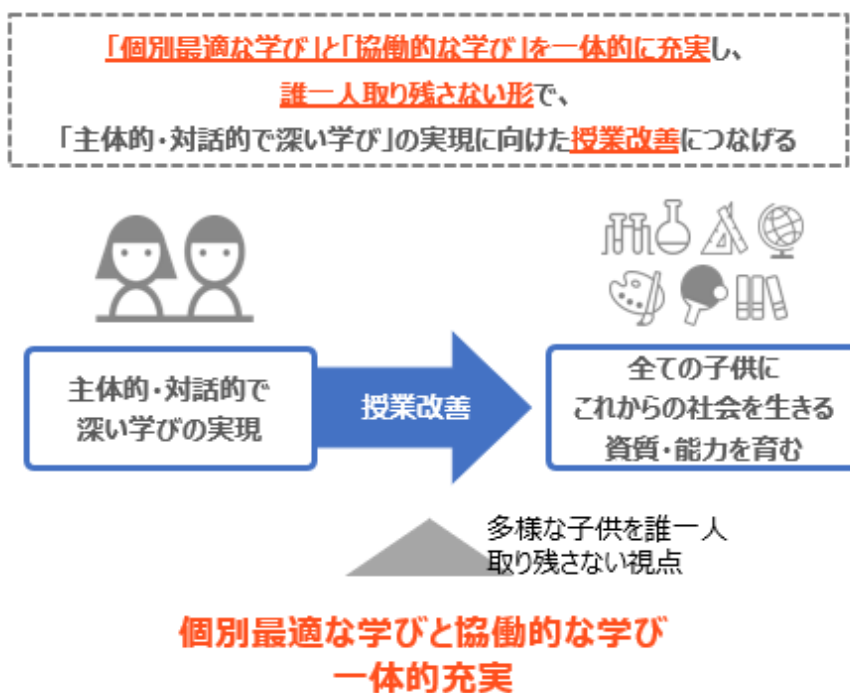 「個別最適な学び」と「協働的な学び」を一体的に充実し、
誰一人取り残さない形で、
「主体的・対話的で深い学び」の実現に向けた授業改善につなげる
主体的・対話的で
深い学びの実現
授業改善
全ての子供に
これからの社会を生きる
資質・能力を育む
多様な子供を誰一人
取り残さない視点
個別最適な学びと協働的な学び
一体的充実